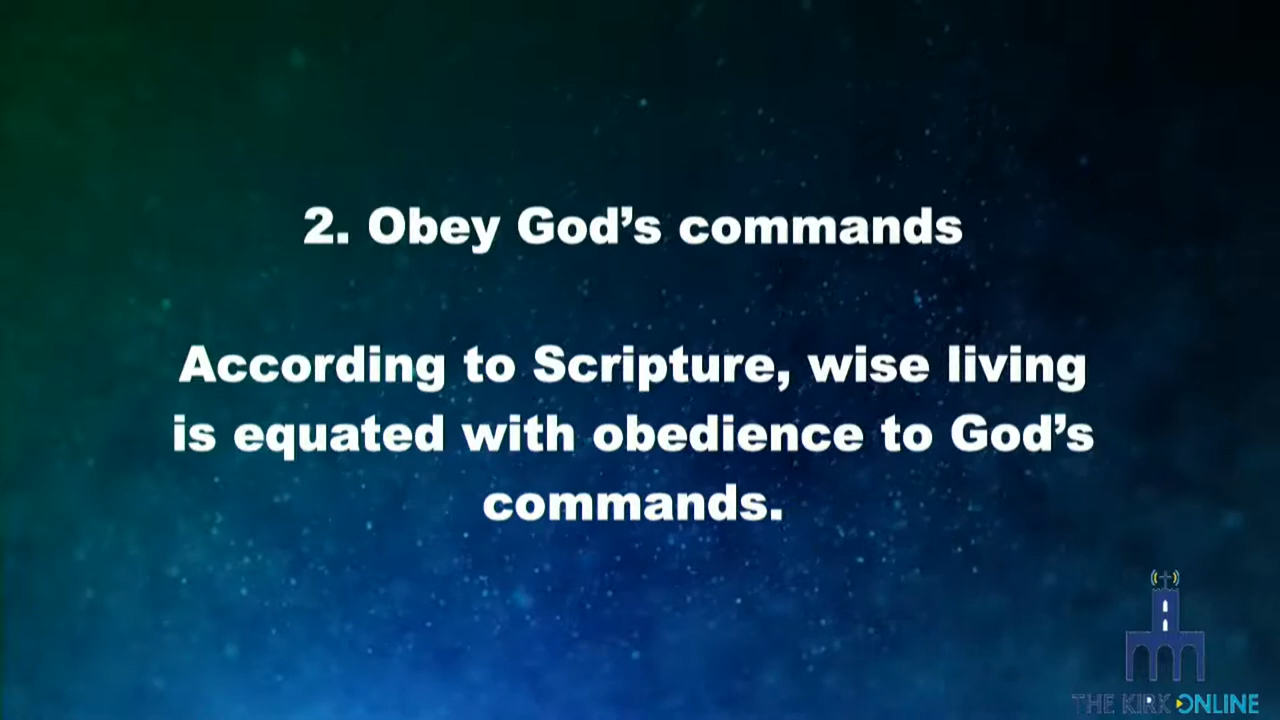 2. Obey God’s commands
According to Scripture, wise living
is equated with obedience to God’s
commands.
THE KIRK ONLINE